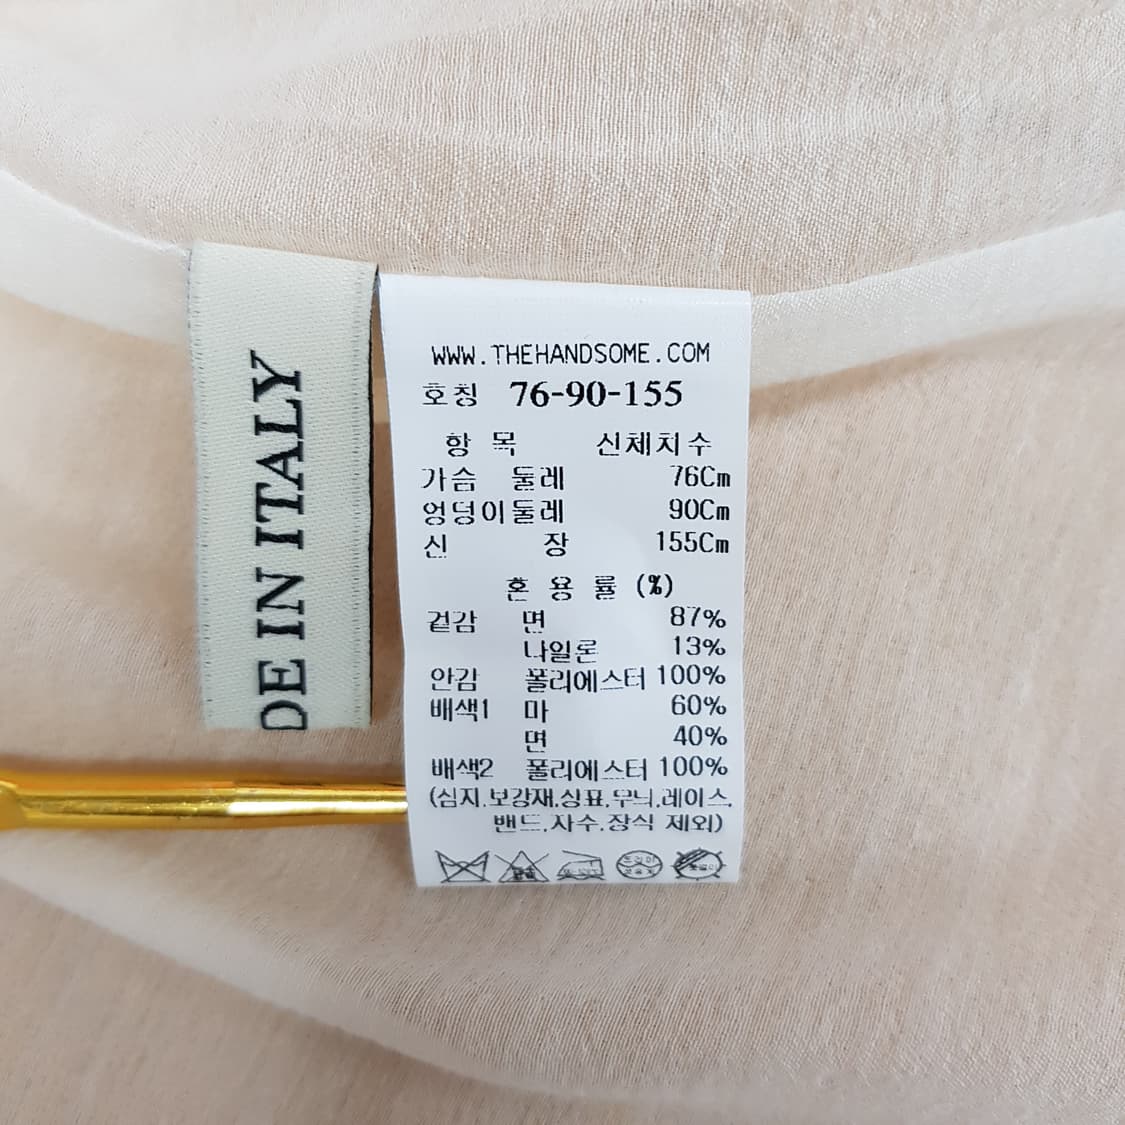 DE IN ITALY
WWW.THEHANDSOME.COM
호칭 76-90-155
항 목 신체치수
가슴 둘레 76Cm
엉덩이둘레 90Cm
신 장 155Cm
혼 용 률 (%)
겉감 면 87%
나일론 13%
안감 폴리에스터 100%
배색1 마 60%
면 40%
배색2 폴리에스터 100%
(심지.보강재.상표.무늬.레이스.
밴드.자수.장식 제외)